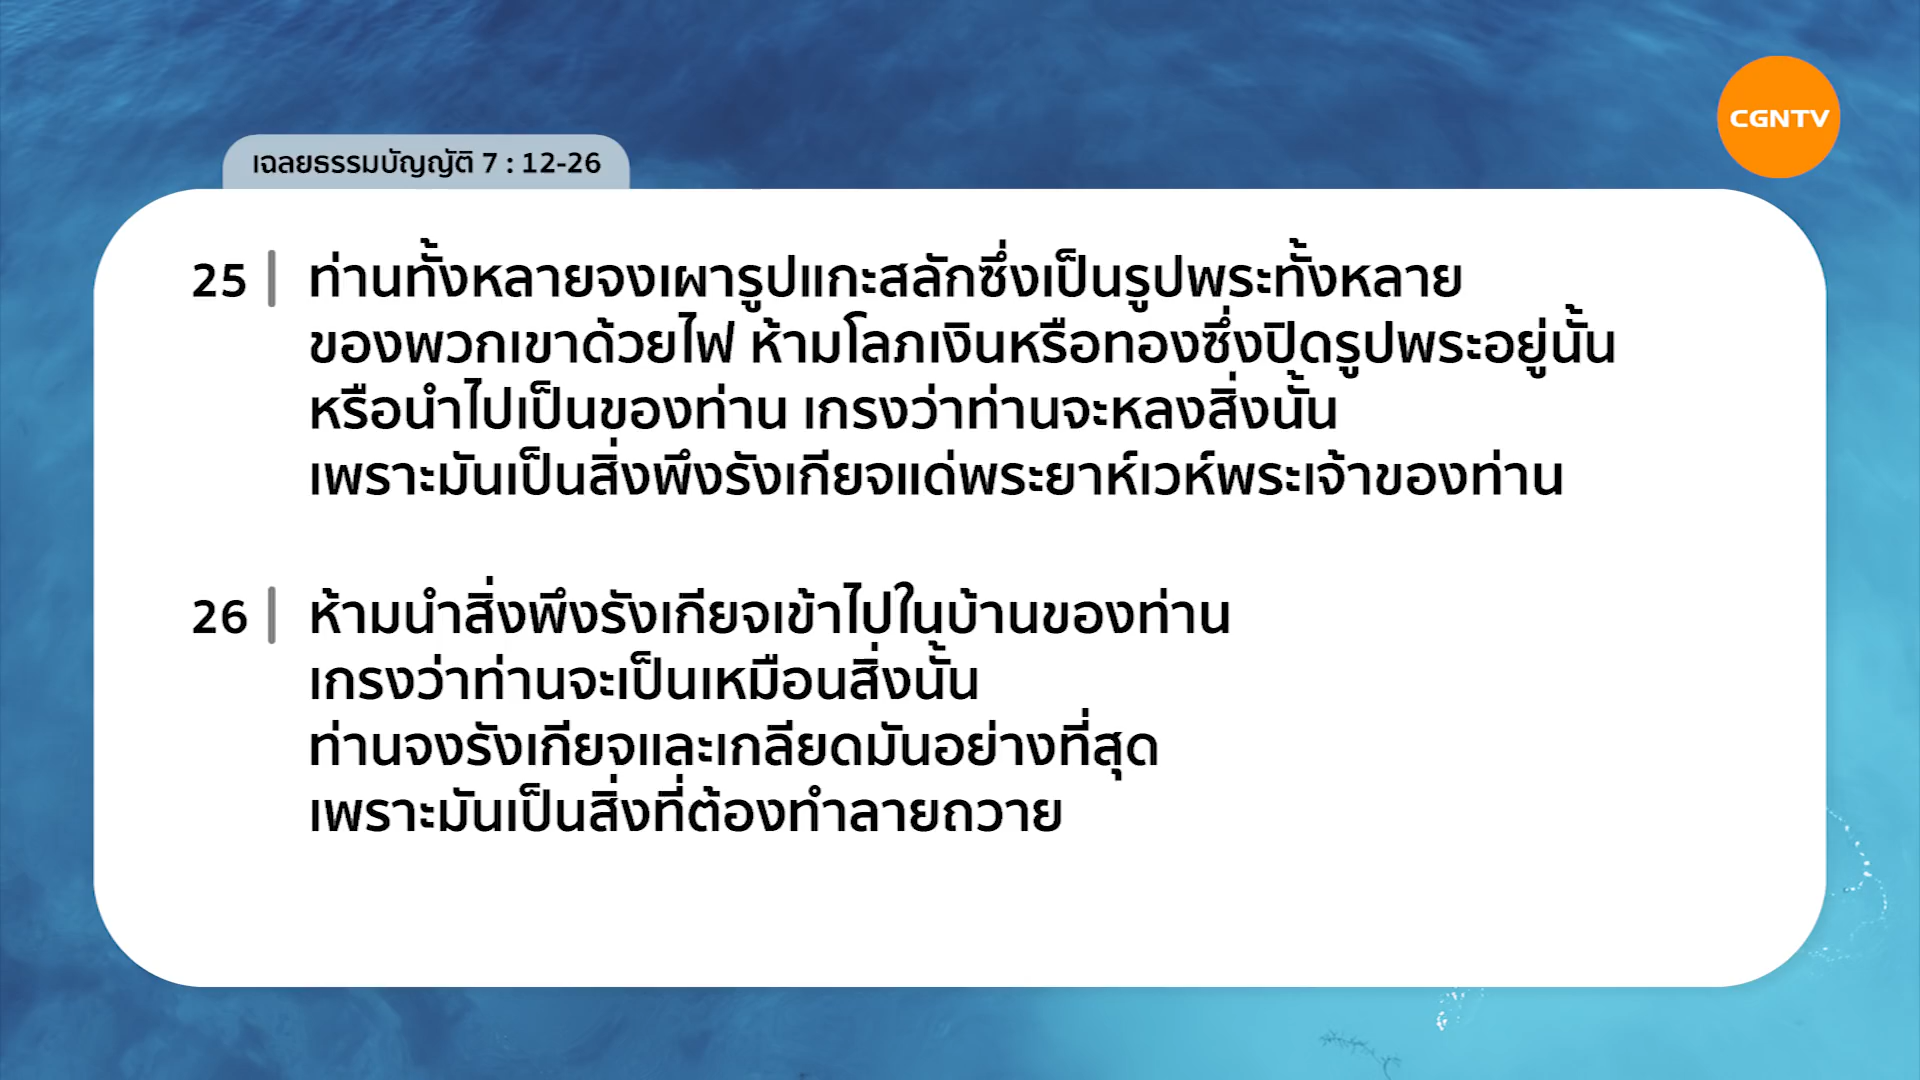 CGNTV
เฉลยธรรมบัญญัติ 7 : 12-26
25 | ท่านทั้งหลายจงเผารูปแกะสลักซึ่งเป็นรูปพระทั้งหลาย
ของพวกเขาด้วยไฟ ห้ามโลภเงินหรือทองซึ่งปิดรูปพระอยู่นั้น
หรือนำไปเป็นของท่าน เกรงว่าท่านจะหลงสิ่งนั้น
เพราะมันเป็นสิ่งพึงรังเกียจแด่พระยาห์เวห์พระเจ้าของท่าน
26 | ห้ามนำสิ่งพึงรังเกียจเข้าไปในบ้านของท่าน
เกรงว่าท่านจะเป็นเหมือนสิ่งนั้น
ท่านจงรังเกียจและเกลียดมันอย่างที่สุด
เพราะมันเป็นสิ่งที่ต้องทำลายถวาย